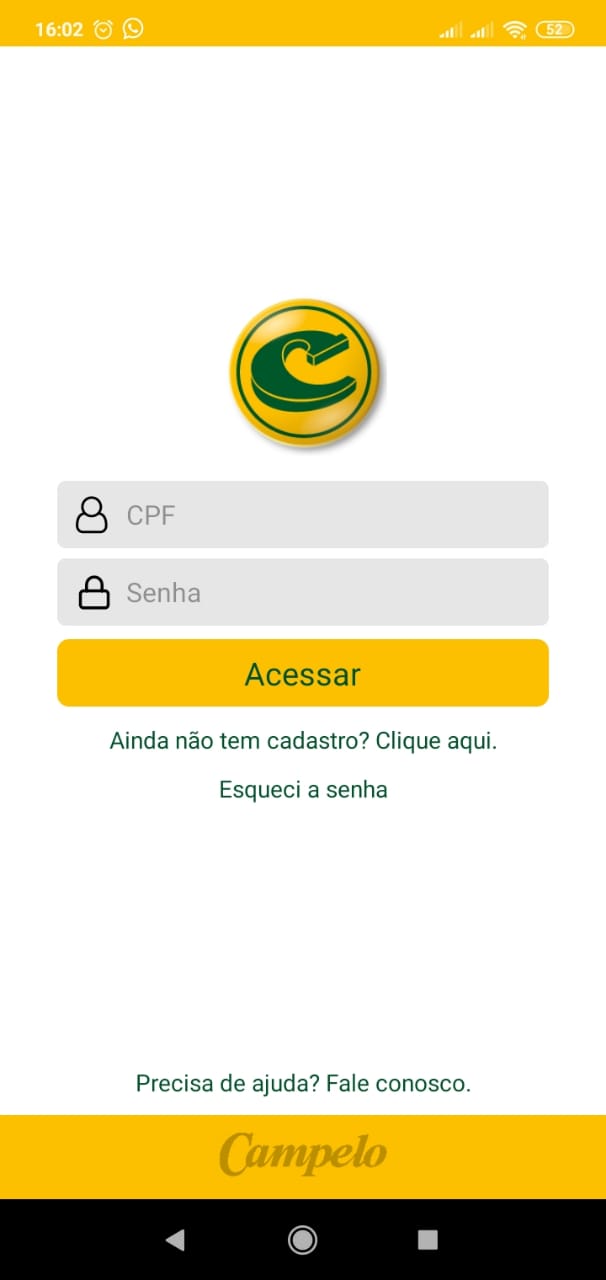 16:02
52
CPF
Senha
Acessar
Ainda não tem cadastro? Clique aqui.
Esqueci a senha
Precisa de ajuda? Fale conosco.
Campelo